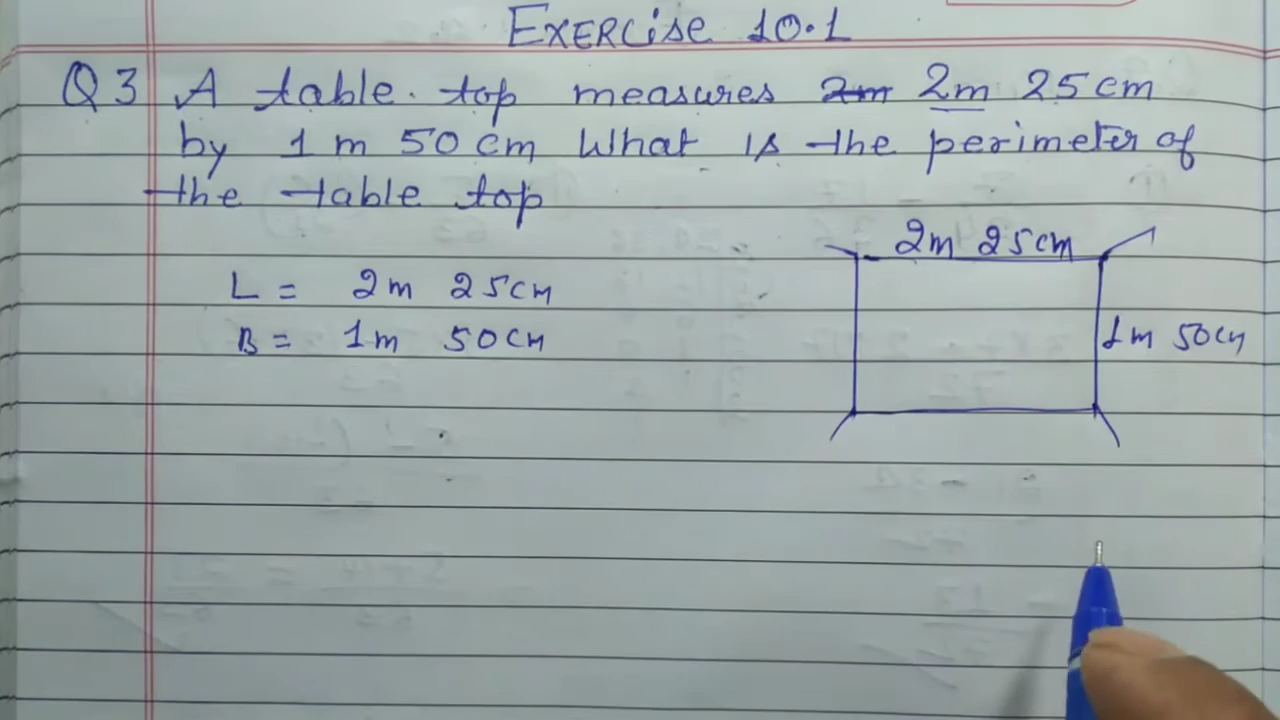 EXERCise 10.1
Q3 A table top measures 2m 2m 25cm
by 1m 50cm What is the perimeter of
the table top
2m 25cm
L = 2m 25cm
B = 1m 50cm
1m 50cm